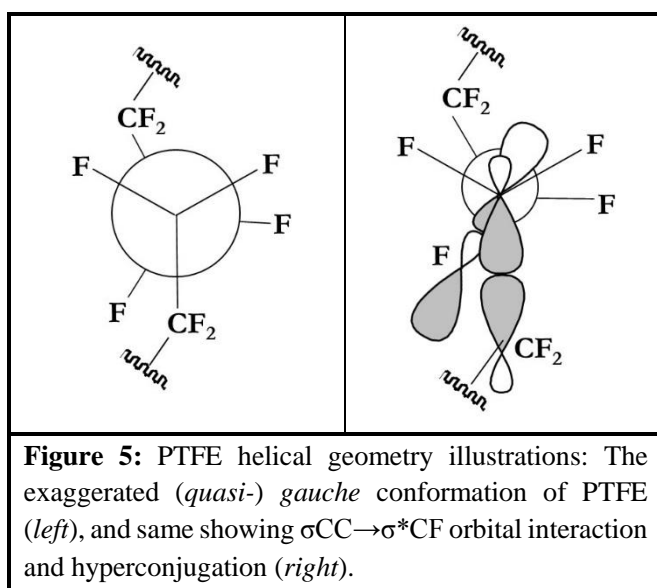 CF2
F
F
F
F
CF2
CF2
F
F
F
F
CF2
Figure 5: PTFE helical geometry illustrations: The
exaggerated (quasi-) gauche conformation of PTFE
(left), and same showing σCC→σ*CF orbital interaction
and hyperconjugation (right).